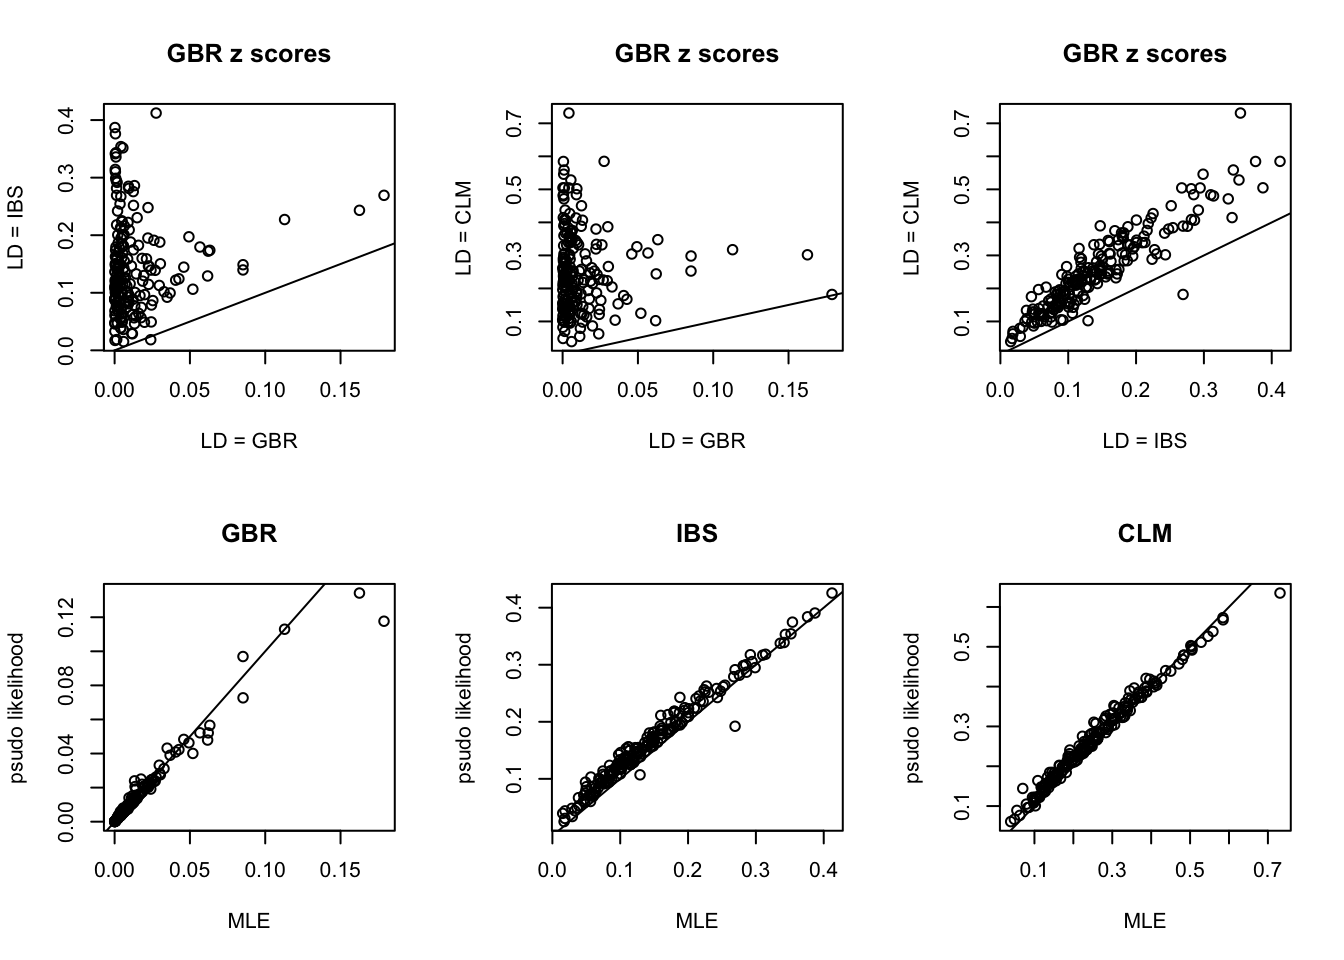 GBR z scores
LD = IBS
0.0 0.1 0.2 0.3 0.4
0.00 0.05 0.10 0.15
LD = GBR
GBR z scores
LD = CLM
0.1 0.3 0.5 0.7
0.00 0.05 0.10 0.15
LD = GBR
GBR z scores
LD = CLM
0.1 0.3 0.5 0.7
0.0 0.1 0.2 0.3 0.4
LD = IBS
GBR
psudo likelihood
0.00 0.04 0.08 0.12
0.00 0.05 0.10 0.15
MLE
IBS
psudo likelihood
0.1 0.2 0.3 0.4
0.0 0.1 0.2 0.3 0.4
MLE
CLM
psudo likelihood
0.1 0.3 0.5
0.1 0.3 0.5 0.7
MLE